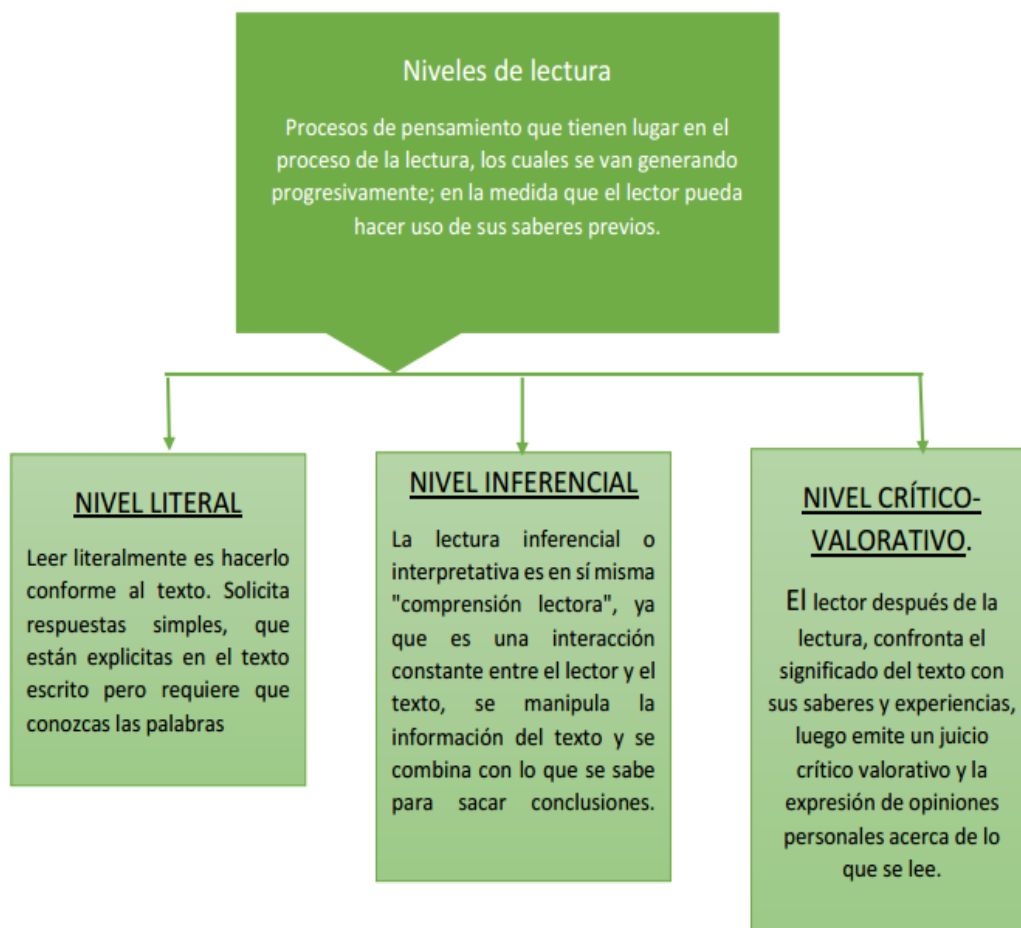 Niveles de lectura
Procesos de pensamiento que tienen lugar en el
proceso de la lectura, los cuales se van generando
progresivamente; en la medida que el lector pueda
hacer uso de sus saberes previos.
NIVEL LITERAL
Leer literalmente es hacerlo
conforme al texto. Solicita
respuestas simples, que
están explicitas en el texto
escrito pero requiere que
conozcas las palabras
NIVEL INFERENCIAL
La lectura inferencial o
interpretativa es en sí misma
"comprensión lectora", ya
que es una interacción
constante entre el lector y el
texto, se manipula la
información del texto y se
combina con lo que se sabe
para sacar conclusiones.
NIVEL CRÍTICO-
VALORATIVO.
El lector después de la
lectura, confronta el
significado del texto con
sus saberes y experiencias,
luego emite un juicio
crítico valorativo y la
expresión de opiniones
personales acerca de lo
que se lee.